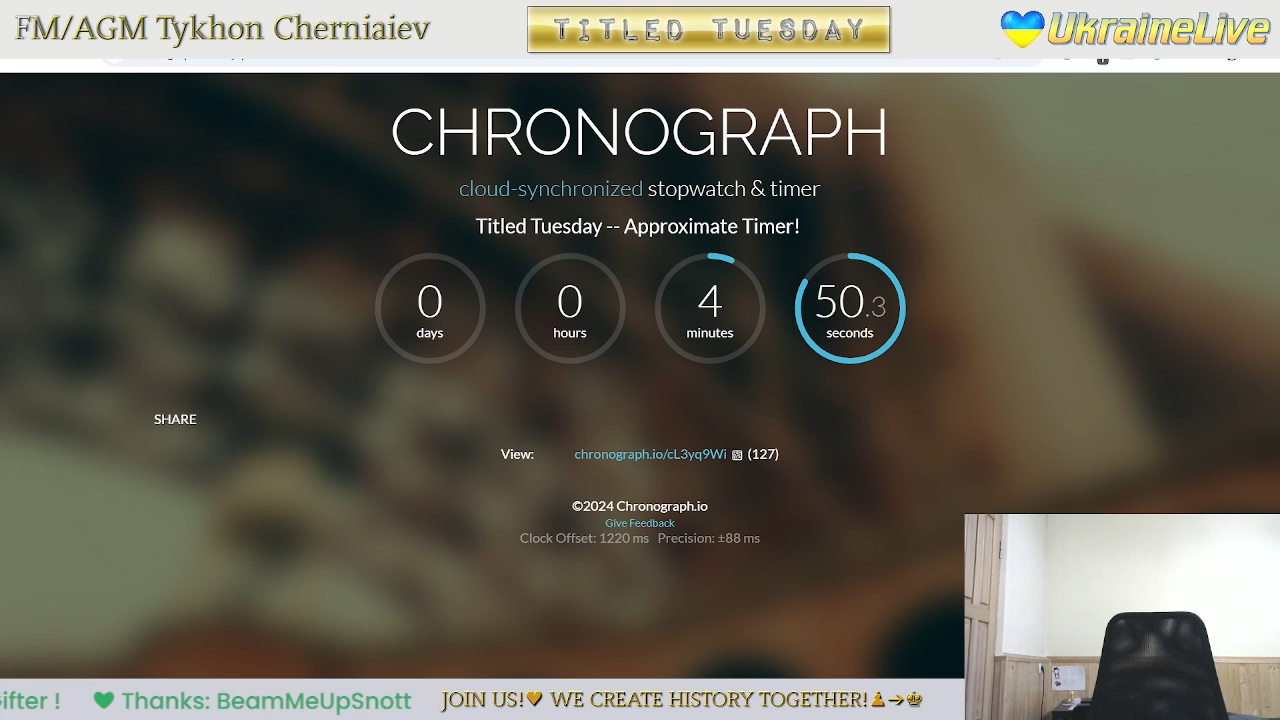 FM/AGM Tykhon Cherniaiev
TITLED TUESDAY
UkraineLive
CHRONOGRAPH
cloud-synchronized stopwatch & timer
Titled Tuesday -- Approximate Timer!
0 days
0 hours
4 minutes
50.3 seconds
SHARE
View: chronograph.io/cL3yq9Wi (127)
©2024 Chronograph.io
Give Feedback
Clock Offset: 1220 ms Precision: ±88 ms
ifter ! 💚 Thanks: BeamMeUpSnott JOIN US!🧡 WE CREATE HISTORY TOGETHER!♟→♚